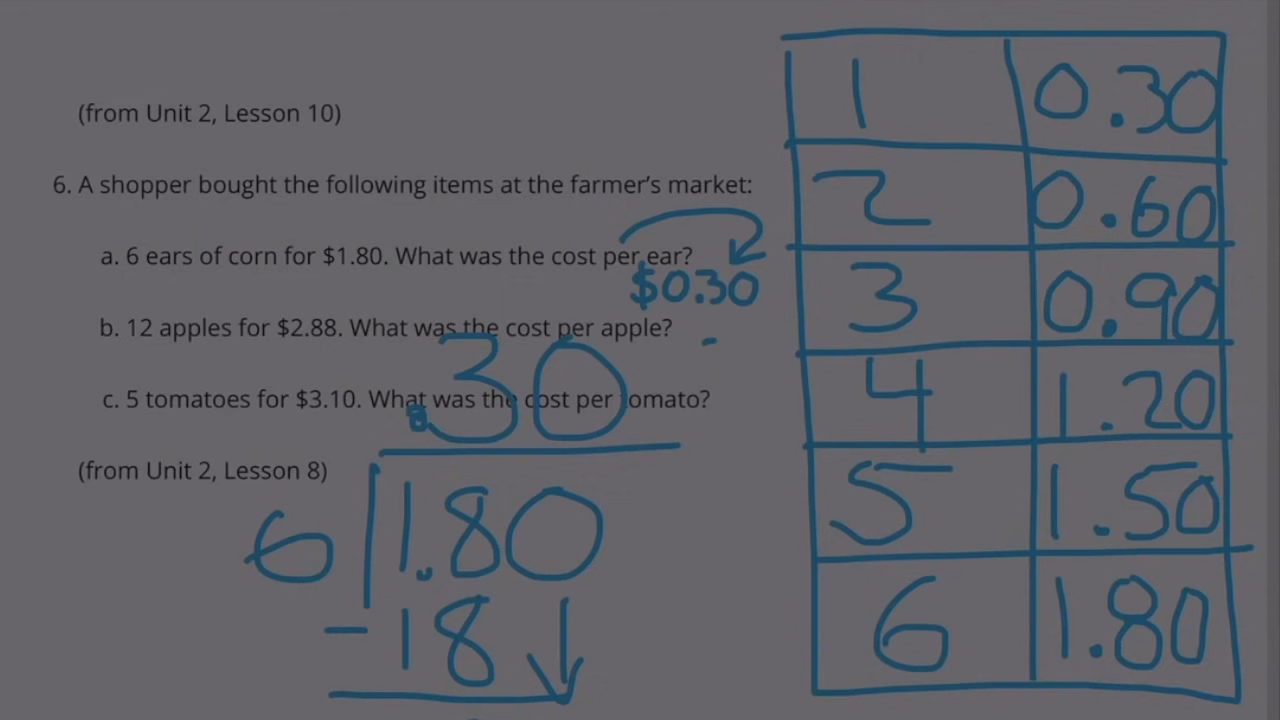 (from Unit 2, Lesson 10)
6. A shopper bought the following items at the farmer's market:
a. 6 ears of corn for $1.80. What was the cost per ear?
$0.30
b. 12 apples for $2.88. What was the cost per apple?
c. 5 tomatoes for $3.10. What was the cost per tomato?
(from Unit 2, Lesson 8)
.30
6 1.80
-18
1 0.30
2 0.60
3 0.90
4 1.20
5 1.50
6 1.80